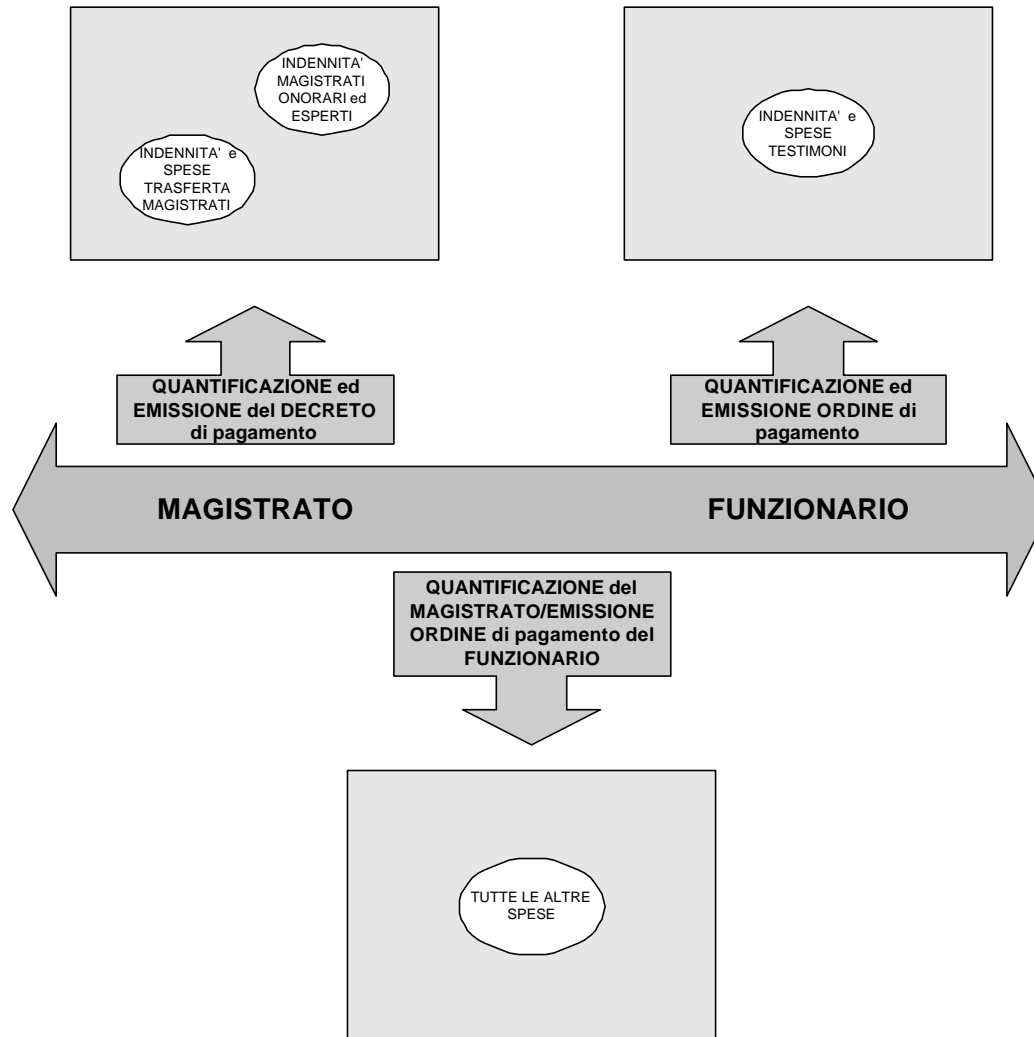 INDENNITA'
MAGISTRATI
ONORARI ed
ESPERTI
INDENNITA' e
SPESE
TRASFERTA
MAGISTRATI
INDENNITA' e
SPESE
TESTIMONI
QUANTIFICAZIONE ed
EMISSIONE del DECRETO
di pagamento
QUANTIFICAZIONE ed
EMISSIONE ORDINE di
pagamento
MAGISTRATO
FUNZIONARIO
QUANTIFICAZIONE del
MAGISTRATO/EMISSIONE
ORDINE di pagamento del
FUNZIONARIO
TUTTE LE ALTRE
SPESE